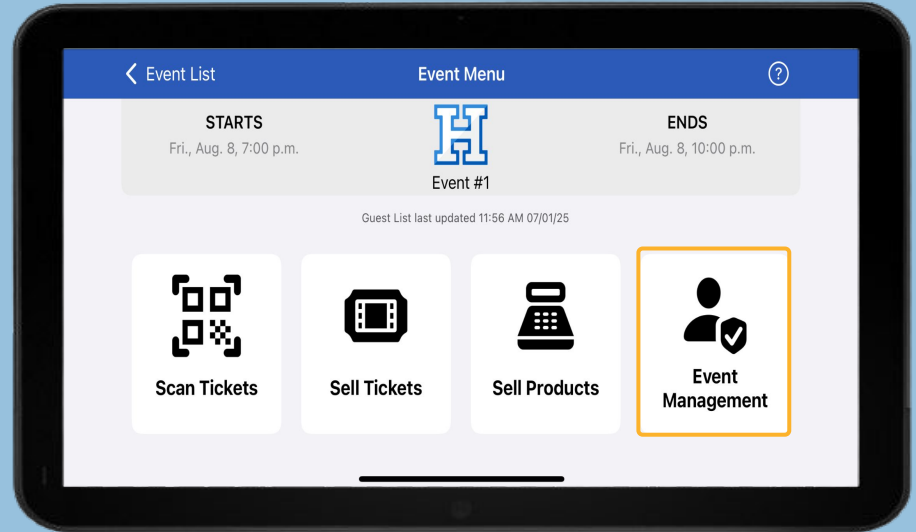 Event List
Event Menu
?
STARTS
Fri., Aug. 8, 7:00 p.m.
H
Event #1
ENDS
Fri., Aug. 8, 10:00 p.m.
Guest List last updated 11:56 AM 07/01/25
Scan Tickets
Sell Tickets
Sell Products
Event
Management